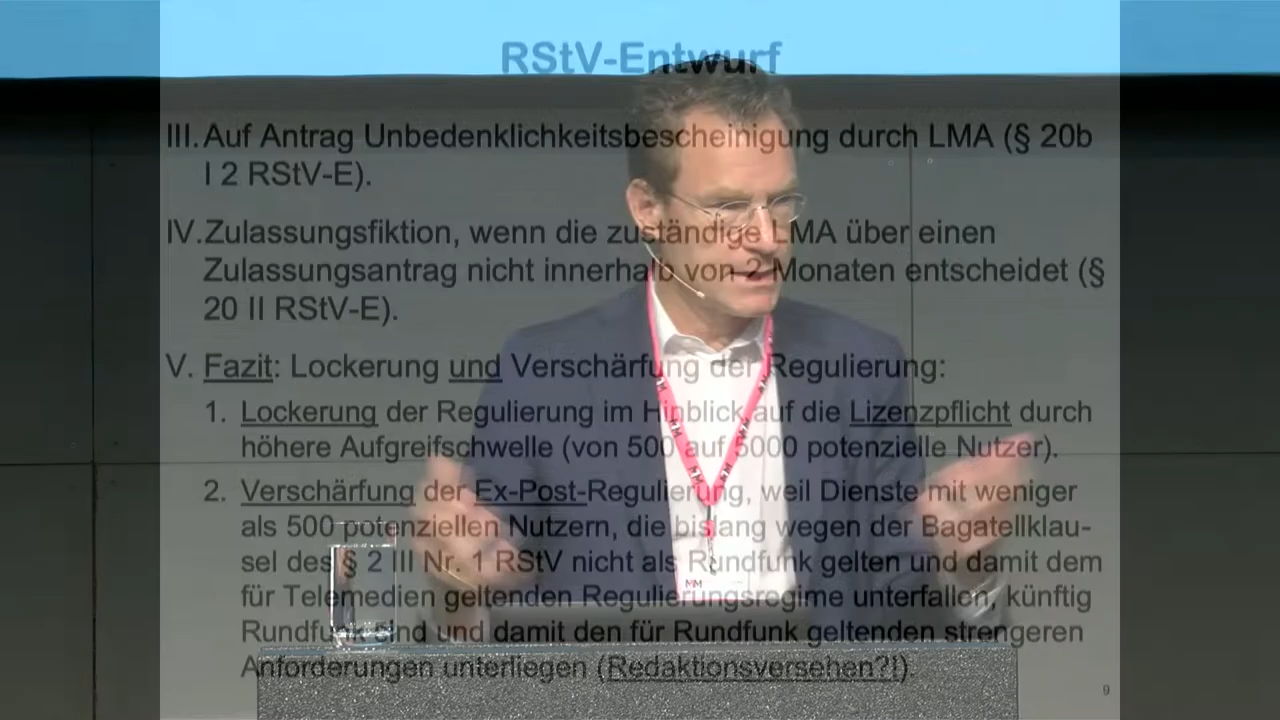 RStV-Entwurf
III. Auf Antrag Unbedenklichkeitsbescheinigung durch LMA (§ 20b
I 2 RStV-E).
IV. Zulassungsfiktion, wenn die zuständige LMA über einen
Zulassungsantrag nicht innerhalb von 2 Monaten entscheidet (§
20 II RStV-E).
V. Fazit: Lockerung und Verschärfung der Regulierung:
1. Lockerung der Regulierung im Hinblick auf die Lizenzpflicht durch
höhere Aufgreifschwelle (von 500 auf 5000 potenzielle Nutzer).
2. Verschärfung der Ex-Post-Regulierung, weil Dienste mit weniger
als 500 potenziellen Nutzern, die bislang wegen der Bagatellklau-
sel des § 2 III Nr. 1 RStV nicht als Rundfunk gelten und damit dem
für Telemedien geltenden Regulierungsregime unterfallen, künftig
Rundfunk sind und damit den für Rundfunk geltenden strengeren
Anforderungen unterliegen (Redaktionsversehen?!).
9